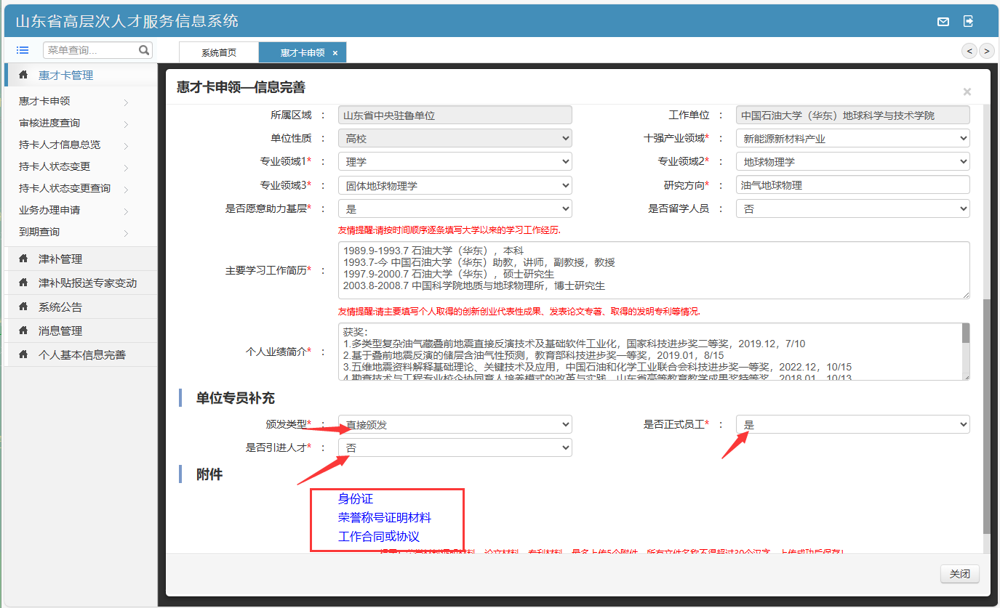 山东省高层次人才服务信息系统
菜单查询...
系统首页
惠才卡申领 ×
< >
惠才卡管理
惠才卡申领
审核进度查询
持卡人才信息总览
持卡人状态变更
持卡人状态变更查询
业务办理申请
到期查询
津补管理
津补贴报送专家变动
系统公告
消息管理
个人基本信息完善
惠才卡申领—信息完善
×
所属区域 : 山东省中央驻鲁单位 工作单位 : 中国石油大学（华东）地球科学与技术学院
单位性质 : 高校 十强产业领域* : 新能源新材料产业
专业领域1* : 理学 专业领域2* : 地球物理学
专业领域3* : 固体地球物理学 研究方向* : 油气地球物理
是否愿意助力基层* : 是 是否留学人员 : 否
友情提醒:请按时间顺序逐条填写大学以来的学习工作经历.
主要学习工作简历* :
1989.9-1993.7 石油大学（华东），本科
1993.7-今 中国石油大学（华东）助教，讲师，副教授，教授
1997.9-2000.7 石油大学（华东），硕士研究生
2003.8-2008.7 中国科学院地质与地球物理所，博士研究生
友情提醒:请主要填写个人取得的创新创业代表性成果、发表论文专著、取得的发明专利等情况.
个人业绩简介* :
获奖：
1.多类型复杂油气藏叠前地震直接反演技术及基础软件工业化，国家科技进步奖二等奖，2019.12，7/10
2.基于叠前地震反演的储层含油气性预测，教育部科技进步奖一等奖，2019.01，8/15
3.五维地震资料解释基础理论、关键技术及应用，中国石油和化学工业联合会科技进步奖一等奖，2022.12，10/15
4.勘查技术与工程专业校企协同育人培养模式的改革与实践，山东省高等教育教学成果奖特等奖，2018.01，10/13
单位专员补充
颁发类型* : 直接颁发 是否正式员工* : 是
是否引进人才* : 否
附件
身份证
荣誉称号证明材料
工作合同或协议
材料、论文材料、专利材料，最多上传5个附件，所有文件名称不得超过30个汉字，上传成功后保存!
关闭